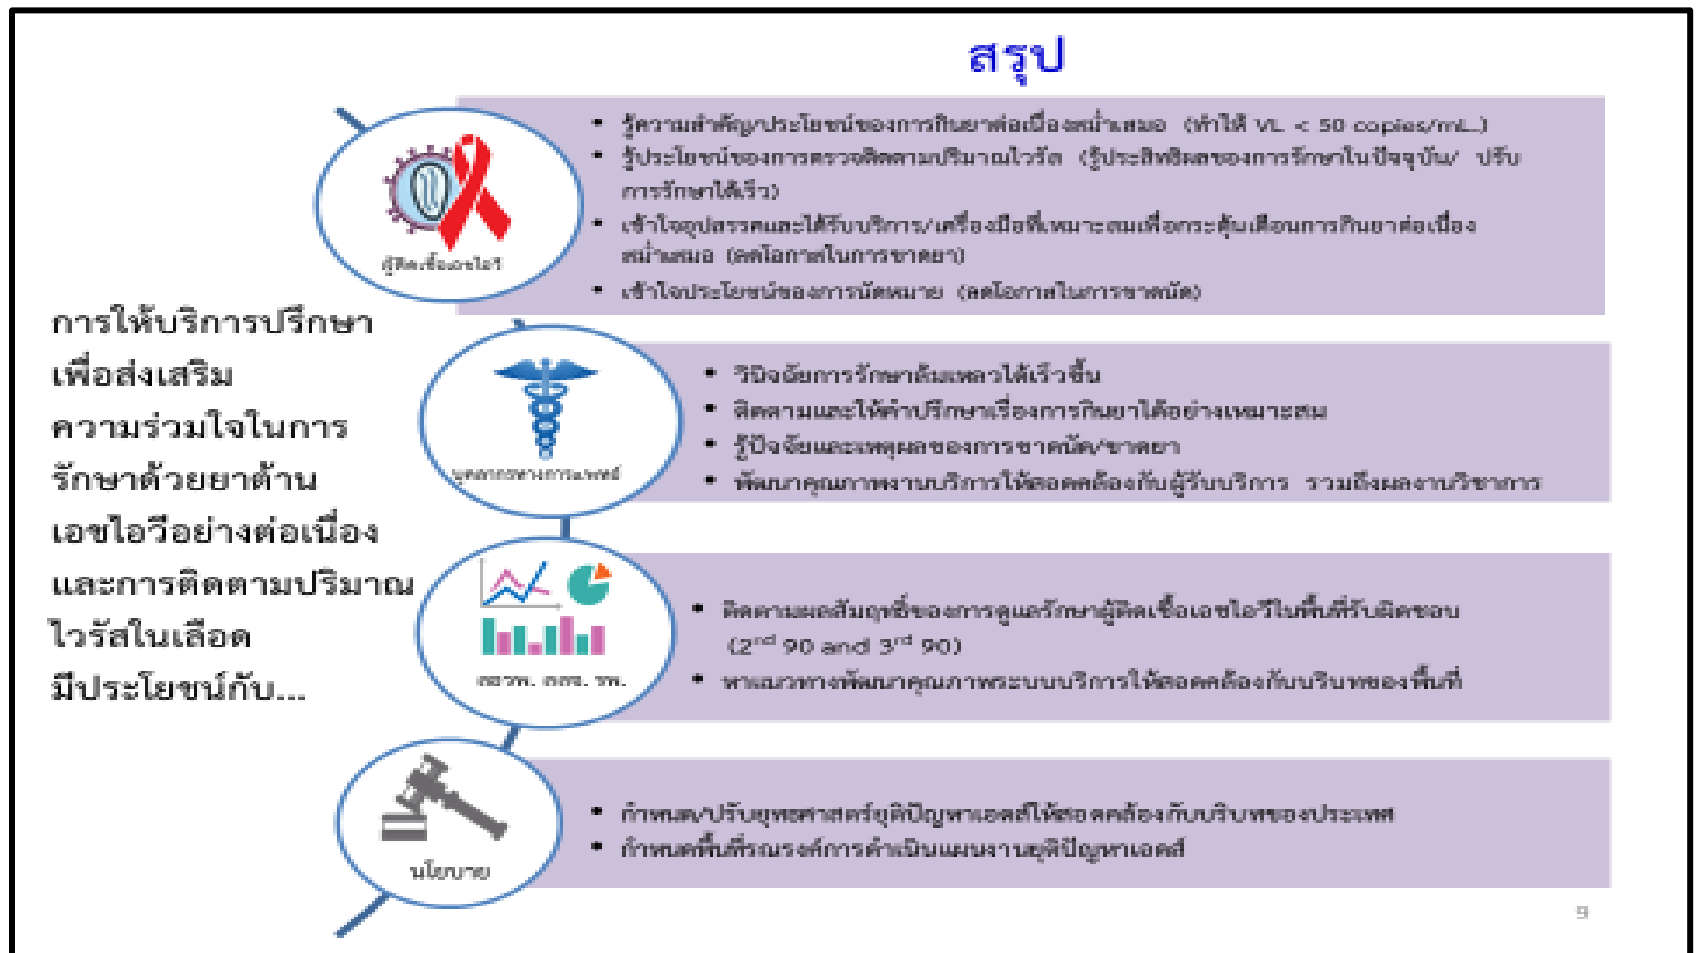 สรุป
การให้บริการปรึกษา
เพื่อส่งเสริม
ความร่วมใจในการ
รักษาด้วยยาต้าน
เอชไอวีอย่างต่อเนื่อง
และการติดตามปริมาณ
ไวรัสในเลือด
มีประโยชน์กับ...
ผู้ติดเชื้อเอชไอวี
• รู้ความสำคัญ/ประโยชน์ของการกินยาต่อเนื่องสม่ำเสมอ (ทำให้ VL < 50 copies/mL)
• รู้ประโยชน์ของการตรวจติดตามปริมาณไวรัส (รู้ประสิทธิผลของการรักษาในปัจจุบัน/ ปรับ
การรักษาได้เร็ว)
• เข้าใจอุปสรรคและได้รับบริการ/เครื่องมือที่เหมาะสมเพื่อกระตุ้นเตือนการกินยาต่อเนื่อง
สม่ำเสมอ (ลดโอกาสในการขาดยา)
• เข้าใจประโยชน์ของการนัดหมาย (ลดโอกาสในการขาดนัด)
บุคลากรทางการแพทย์
• วินิจฉัยการรักษาล้มเหลวได้เร็วขึ้น
• ติดตามและให้คำปรึกษาเรื่องการกินยาได้อย่างเหมาะสม
• รู้ปัจจัยและเหตุผลของการขาดนัด/ขาดยา
• พัฒนาคุณภาพงานบริการให้สอดคล้องกับผู้รับบริการ รวมถึงผลงานวิชาการ
รพ.
• ติดตามผลสัมฤทธิ์ของการดูแลรักษาผู้ติดเชื้อเอชไอวีในพื้นที่รับผิดชอบ
(2nd 90 and 3rd 90)
• หาแนวทางพัฒนาคุณภาพระบบบริการให้สอดคล้องกับบริบทของพื้นที่
นโยบาย
• กำหนด/ปรับยุทธศาสตร์ยุติปัญหาเอดส์ให้สอดคล้องกับบริบทของประเทศ
• กำหนดพื้นที่รณรงค์การดำเนินแผนงานยุติปัญหาเอดส์
9